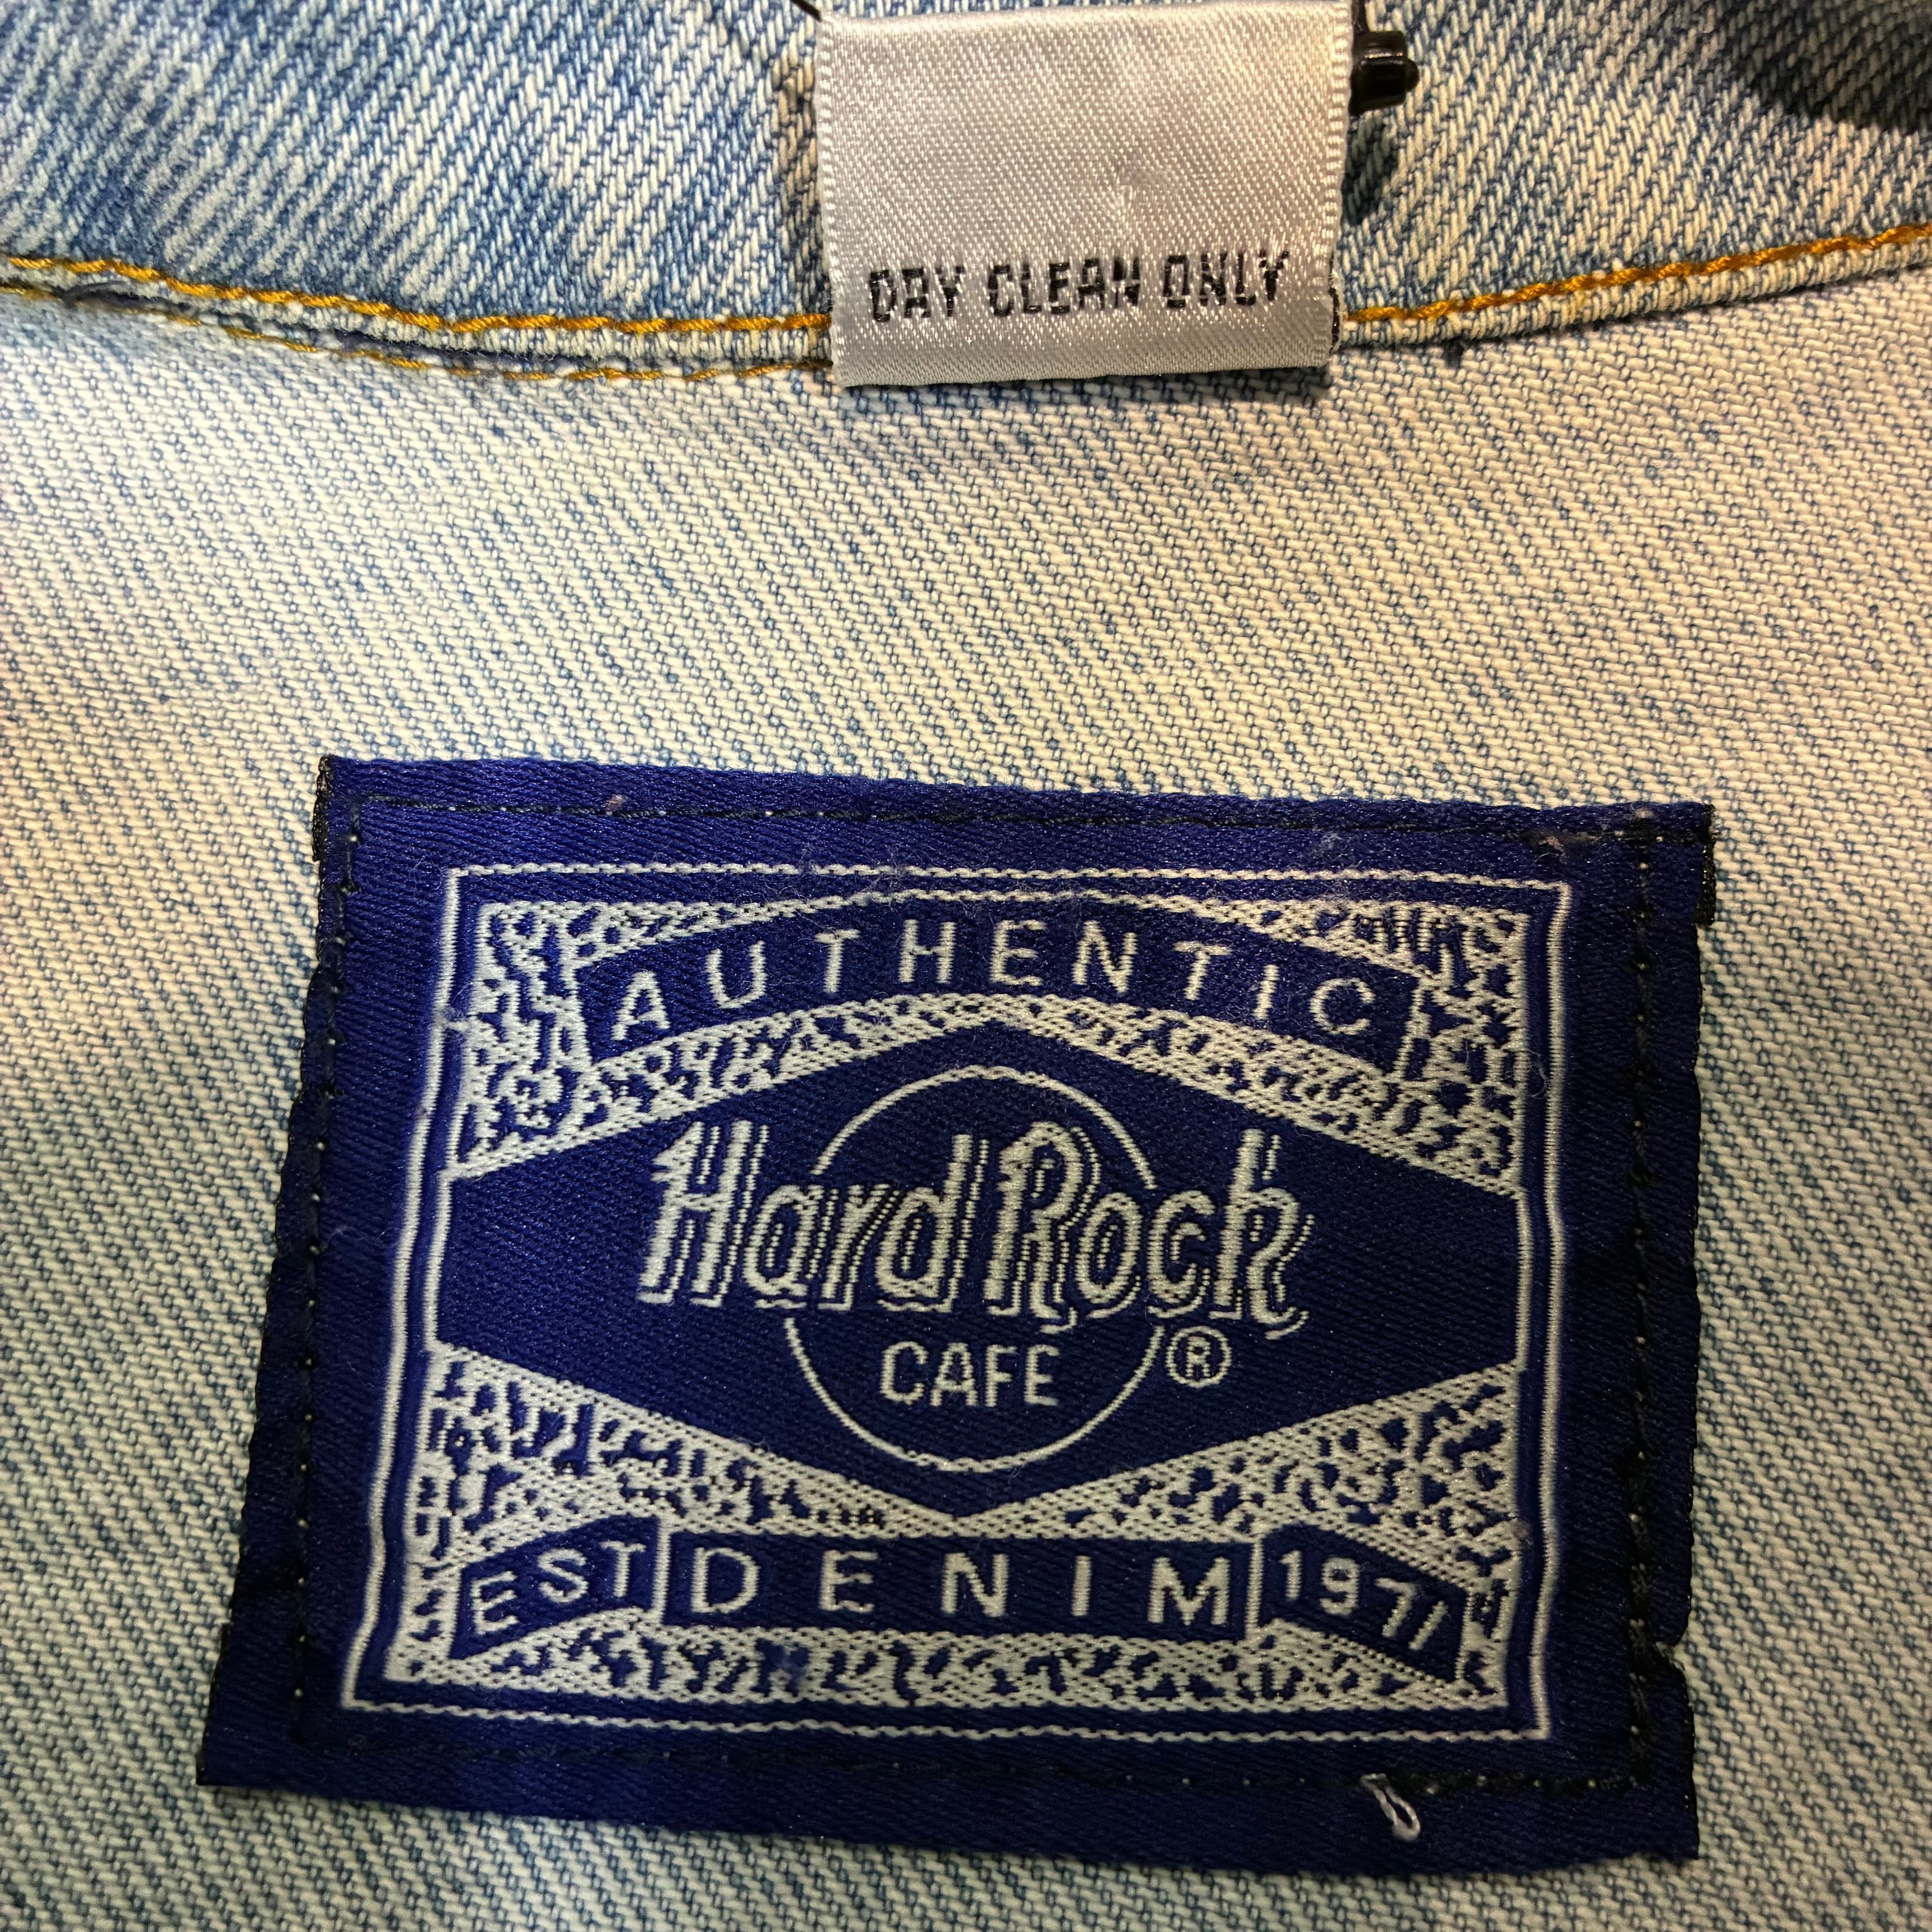 DRY CLEAN ONLY
AUTHENTIC
Hard Rock
CAFE ®
EST DENIM 1971